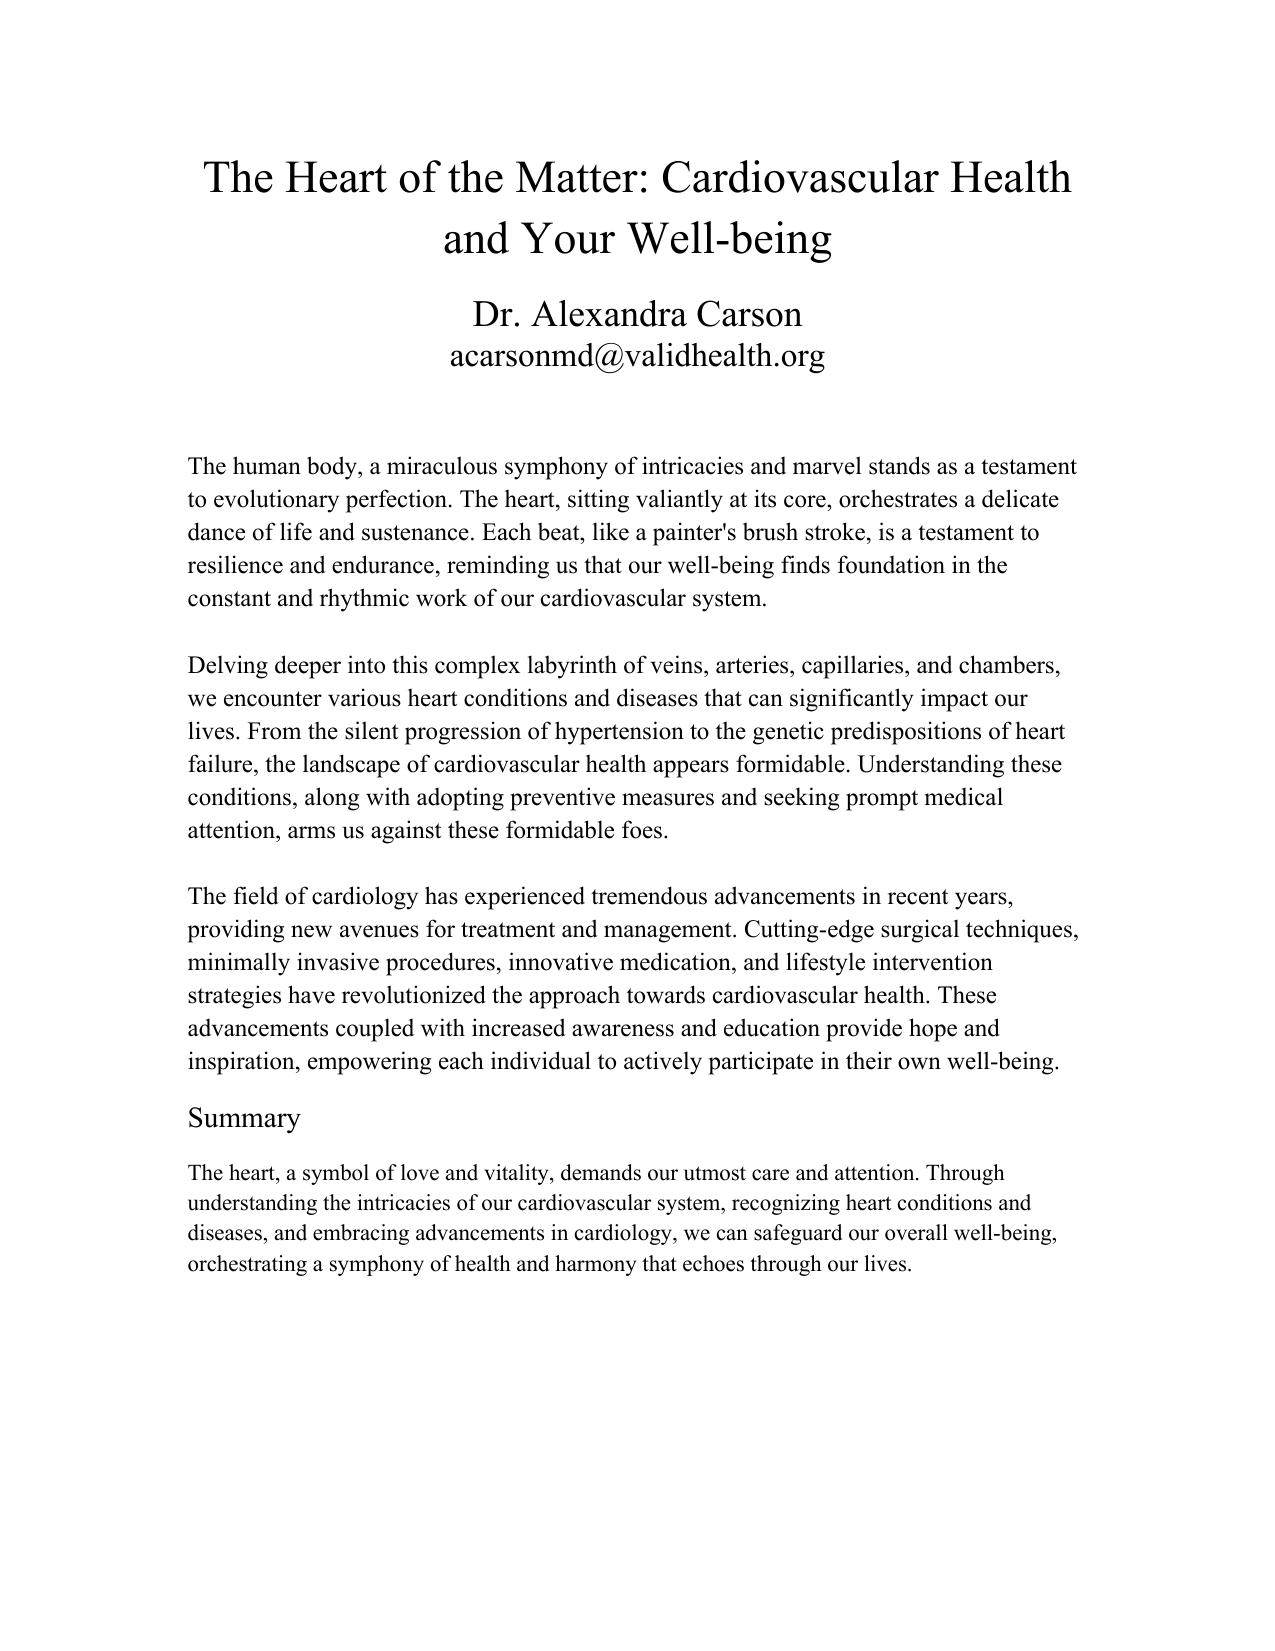 The Heart of the Matter: Cardiovascular Health
and Your Well-being
Dr. Alexandra Carson
acarsonmd@validhealth.org
The human body, a miraculous symphony of intricacies and marvel stands as a testament
to evolutionary perfection. The heart, sitting valiantly at its core, orchestrates a delicate
dance of life and sustenance. Each beat, like a painter's brush stroke, is a testament to
resilience and endurance, reminding us that our well-being finds foundation in the
constant and rhythmic work of our cardiovascular system.
Delving deeper into this complex labyrinth of veins, arteries, capillaries, and chambers,
we encounter various heart conditions and diseases that can significantly impact our
lives. From the silent progression of hypertension to the genetic predispositions of heart
failure, the landscape of cardiovascular health appears formidable. Understanding these
conditions, along with adopting preventive measures and seeking prompt medical
attention, arms us against these formidable foes.
The field of cardiology has experienced tremendous advancements in recent years,
providing new avenues for treatment and management. Cutting-edge surgical techniques,
minimally invasive procedures, innovative medication, and lifestyle intervention
strategies have revolutionized the approach towards cardiovascular health. These
advancements coupled with increased awareness and education provide hope and
inspiration, empowering each individual to actively participate in their own well-being.
Summary
The heart, a symbol of love and vitality, demands our utmost care and attention. Through
understanding the intricacies of our cardiovascular system, recognizing heart conditions and
diseases, and embracing advancements in cardiology, we can safeguard our overall well-being,
orchestrating a symphony of health and harmony that echoes through our lives.